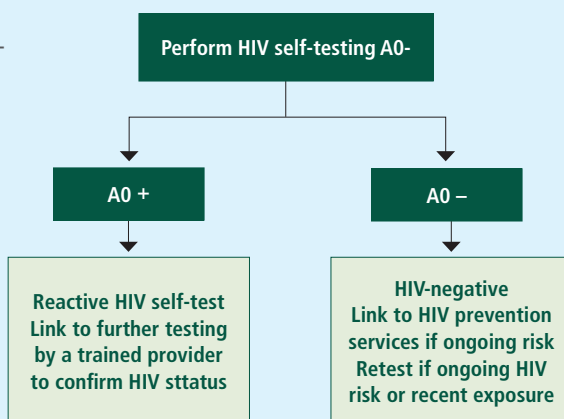 Perform HIV self-testing A0-
A0 +
A0 –
Reactive HIV self-test
Link to further testing
by a trained provider
to confirm HIV sttatus
HIV-negative
Link to HIV prevention
services if ongoing risk
Retest if ongoing HIV
risk or recent exposure